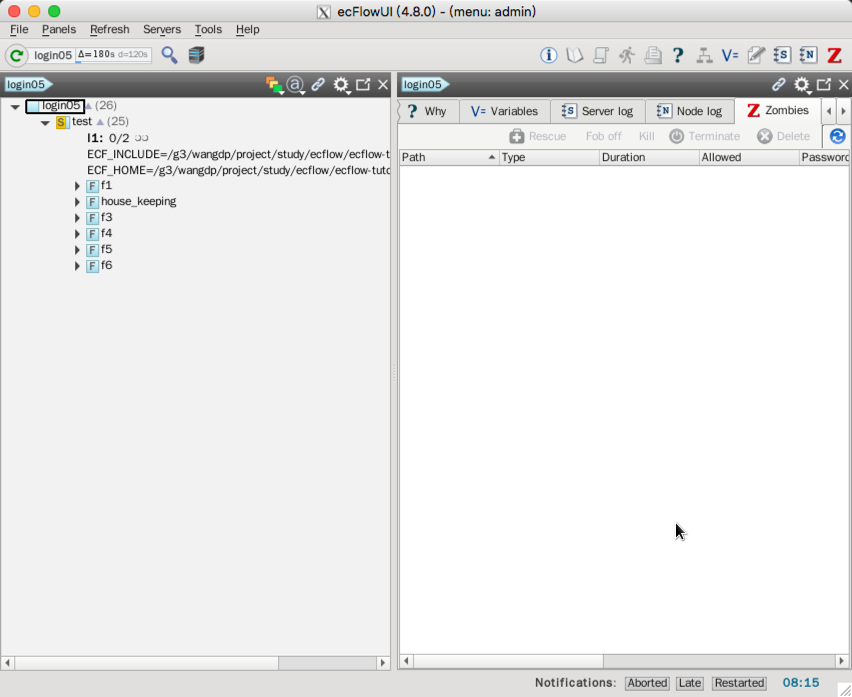 ecFlowUI (4.8.0) - (menu: admin)
File Panels Refresh Servers Tools Help
login05 Δ=180s d=120s
login05
login05
login05 (26)
Why V= Variables Server log Node log Zombies
S test (25)
Rescue Fob off Kill Terminate Delete
l1: 0/2
ECF_INCLUDE=/g3/wangdp/project/study/ecflow/ecflow-t
Path Type Duration Allowed Password
ECF_HOME=/g3/wangdp/project/study/ecflow/ecflow-tuto
F f1
F house_keeping
F f3
F f4
F f5
F f6
Notifications: Aborted Late Restarted 08:15